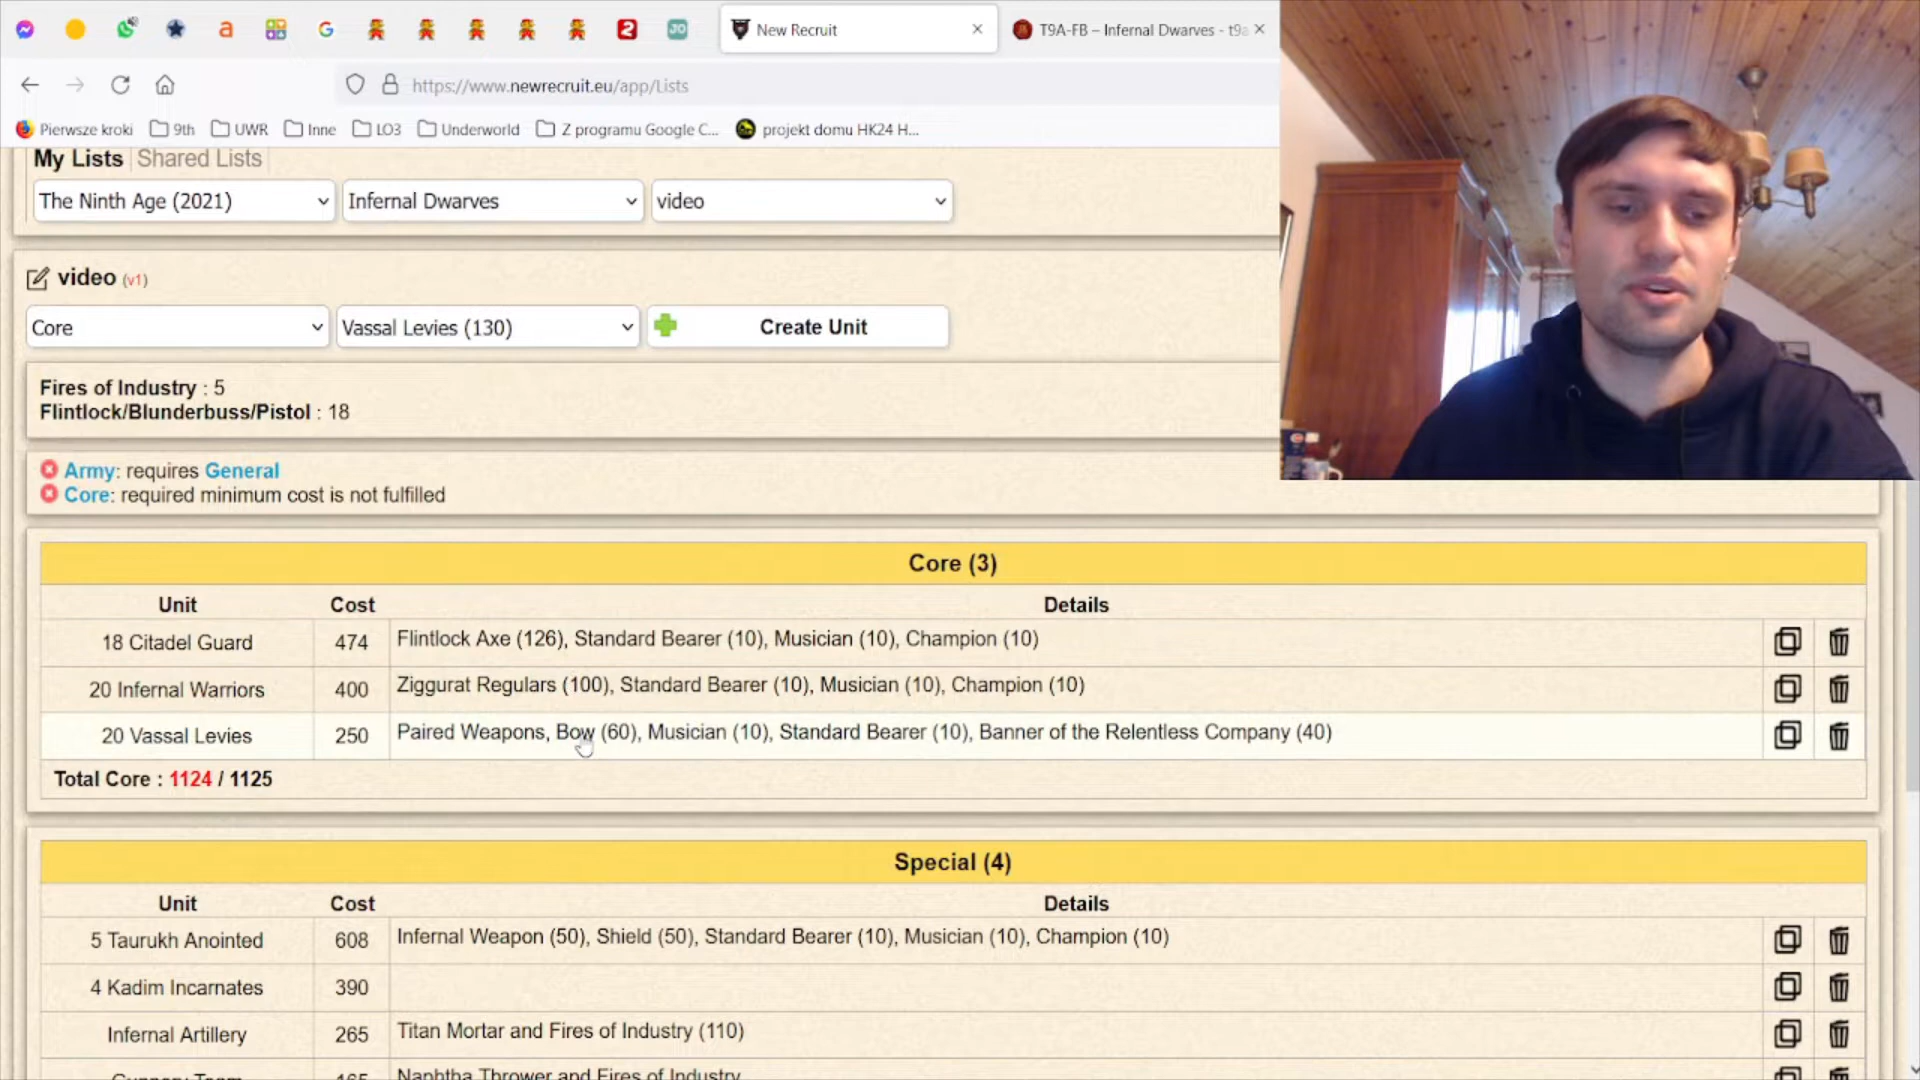 New Recruit
T9A-FB – Infernal Dwarves - t9a
https://www.newrecruit.eu/app/Lists
Pierwsze kroki
9th
UWR
Inne
LO3
Underworld
Z programu Google C...
projekt domu HK24 H...
My Lists
Shared Lists
The Ninth Age (2021)
Infernal Dwarves
video
video (v1)
Core
Vassal Levies (130)
Create Unit
Fires of Industry : 5
Flintlock/Blunderbuss/Pistol : 18
Army: requires General
Core: required minimum cost is not fulfilled
Core (3)
Unit Cost Details
18 Citadel Guard 474 Flintlock Axe (126), Standard Bearer (10), Musician (10), Champion (10)
20 Infernal Warriors 400 Ziggurat Regulars (100), Standard Bearer (10), Musician (10), Champion (10)
20 Vassal Levies 250 Paired Weapons, Bow (60), Musician (10), Standard Bearer (10), Banner of the Relentless Company (40)
Total Core : 1124 / 1125
Special (4)
Unit Cost Details
5 Taurukh Anointed 608 Infernal Weapon (50), Shield (50), Standard Bearer (10), Musician (10), Champion (10)
4 Kadim Incarnates 390
Infernal Artillery 265 Titan Mortar and Fires of Industry (110)
Gunnery Team 165 Naphtha Thrower and Fires of Industry